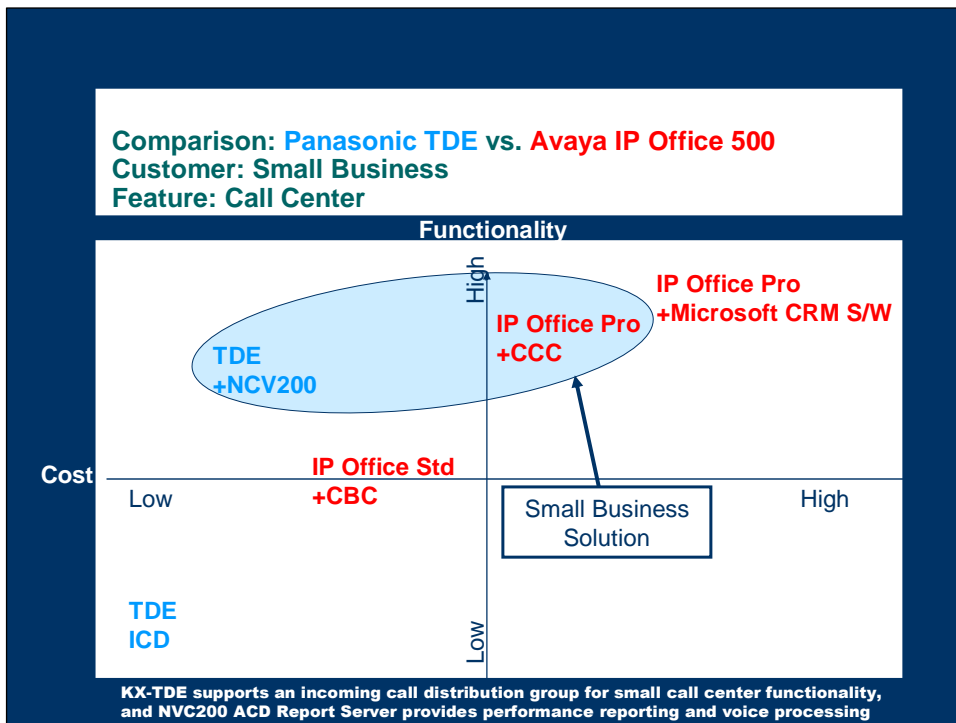 Comparison: Panasonic TDE vs. Avaya IP Office 500
Customer: Small Business
Feature: Call Center
Functionality
High
IP Office Pro
+Microsoft CRM S/W
IP Office Pro
+CCC
TDE
+NCV200
IP Office Std
+CBC
Cost
Low
High
Small Business
Solution
TDE
ICD
Low
KX-TDE supports an incoming call distribution group for small call center functionality,
and NVC200 ACD Report Server provides performance reporting and voice processing